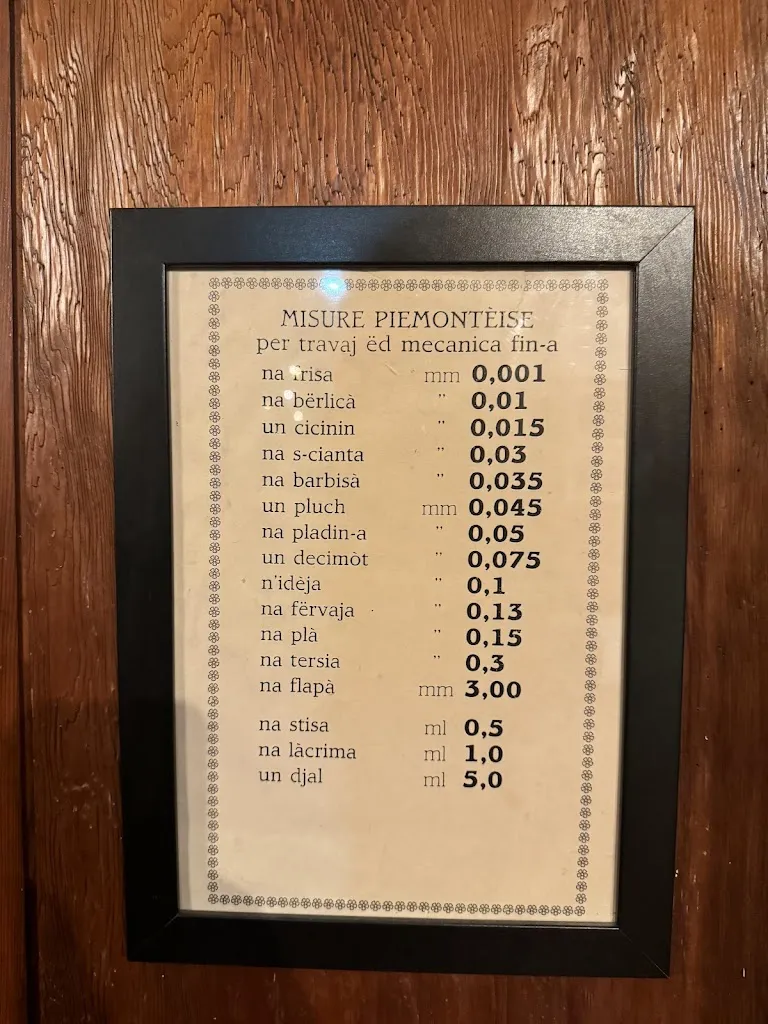 MISURE PIEMONTÈISE
per travaj ëd mecanica fin-a
na frisa mm 0,001
na bërlicà " 0,01
un cicinin " 0,015
na s-cianta " 0,03
na barbisà " 0,035
un pluch mm 0,045
na pladin-a " 0,05
un decimòt " 0,075
n'idèja " 0,1
na fërvaja " 0,13
na plà " 0,15
na tersia " 0,3
na flapà mm 3,00
na stisa ml 0,5
na làcrima ml 1,0
un djal ml 5,0